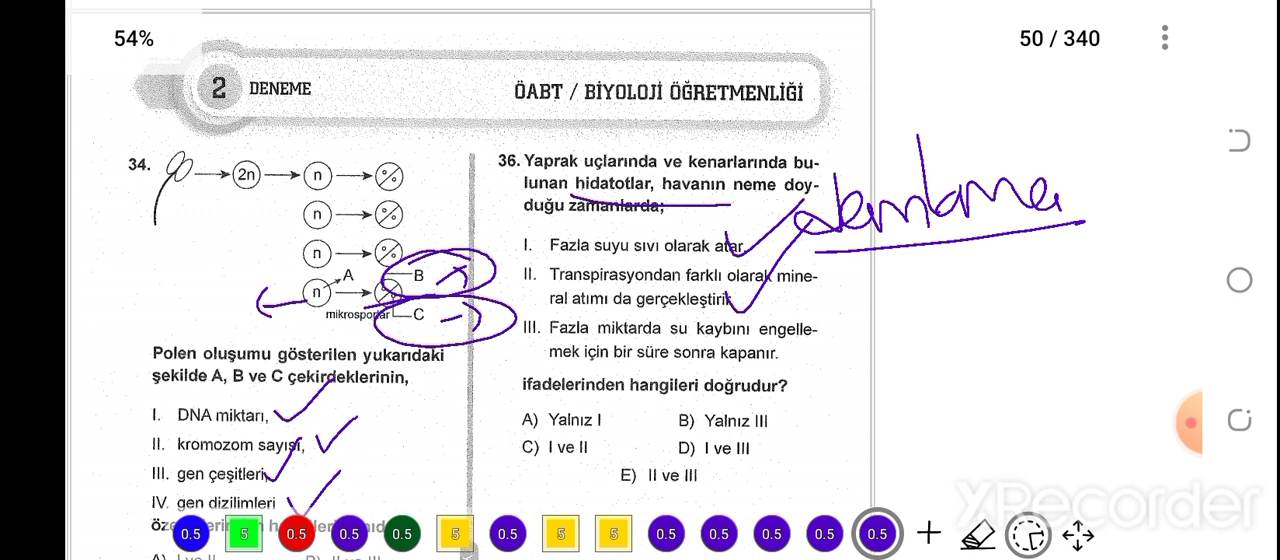 54%
50 / 340
2 DENEME
ÖABT / BİYOLOJİ ÖĞRETMENLİĞİ
34.
2n n
n
n
n A B
mikrosporlar C
Polen oluşumu gösterilen yukarıdaki
şekilde A, B ve C çekirdeklerinin,
I. DNA miktarı,
II. kromozom sayısı,
III. gen çeşitleri,
IV. gen dizilimleri
36. Yaprak uçlarında ve kenarlarında bu-
lunan hidatotlar, havanın neme doy-
duğu zamanlarda;
I. Fazla suyu sıvı olarak atar.
II. Transpirasyondan farklı olarak mine-
ral atımı da gerçekleştirir.
III. Fazla miktarda su kaybını engelle-
mek için bir süre sonra kapanır.
ifadelerinden hangileri doğrudur?
A) Yalnız I B) Yalnız III
C) I ve II D) I ve III
E) II ve III
damlama
0.5 5 0.5 0.5 0.5 5 0.5 5 5 0.5 0.5 0.5 0.5 0.5
XRecorder